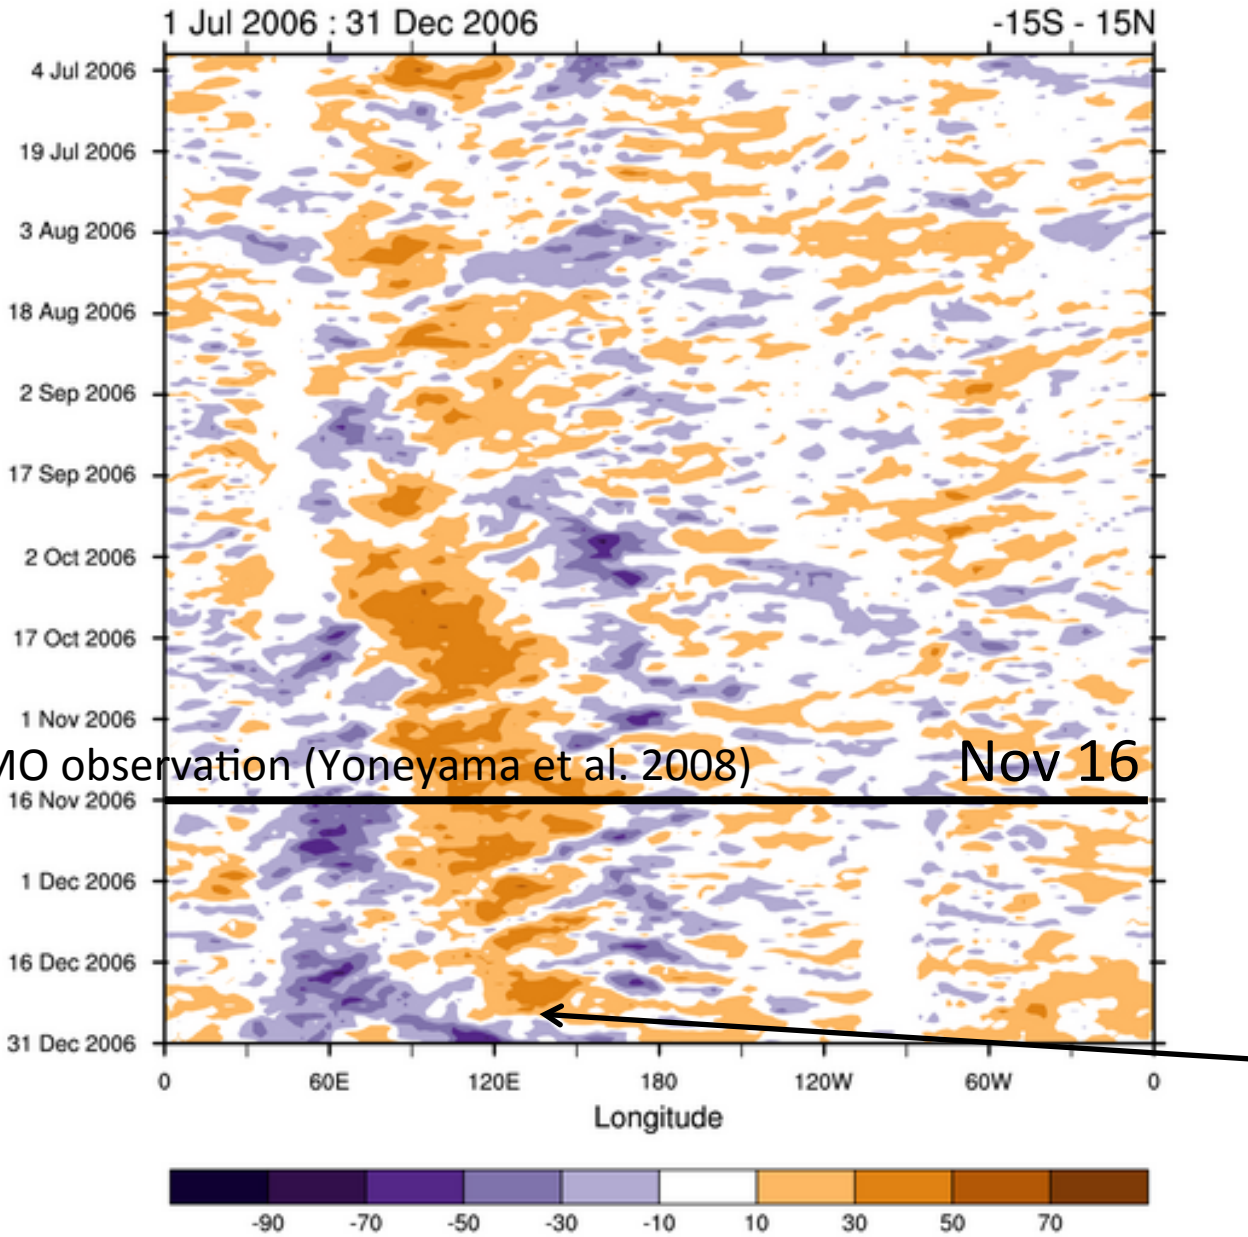 1 Jul 2006 : 31 Dec 2006
-15S - 15N
4 Jul 2006
19 Jul 2006
3 Aug 2006
18 Aug 2006
2 Sep 2006
17 Sep 2006
2 Oct 2006
17 Oct 2006
1 Nov 2006
MO observation (Yoneyama et al. 2008)
Nov 16
16 Nov 2006
1 Dec 2006
16 Dec 2006
31 Dec 2006
0 60E 120E 180 120W 60W 0
Longitude
-90 -70 -50 -30 -10 10 30 50 70